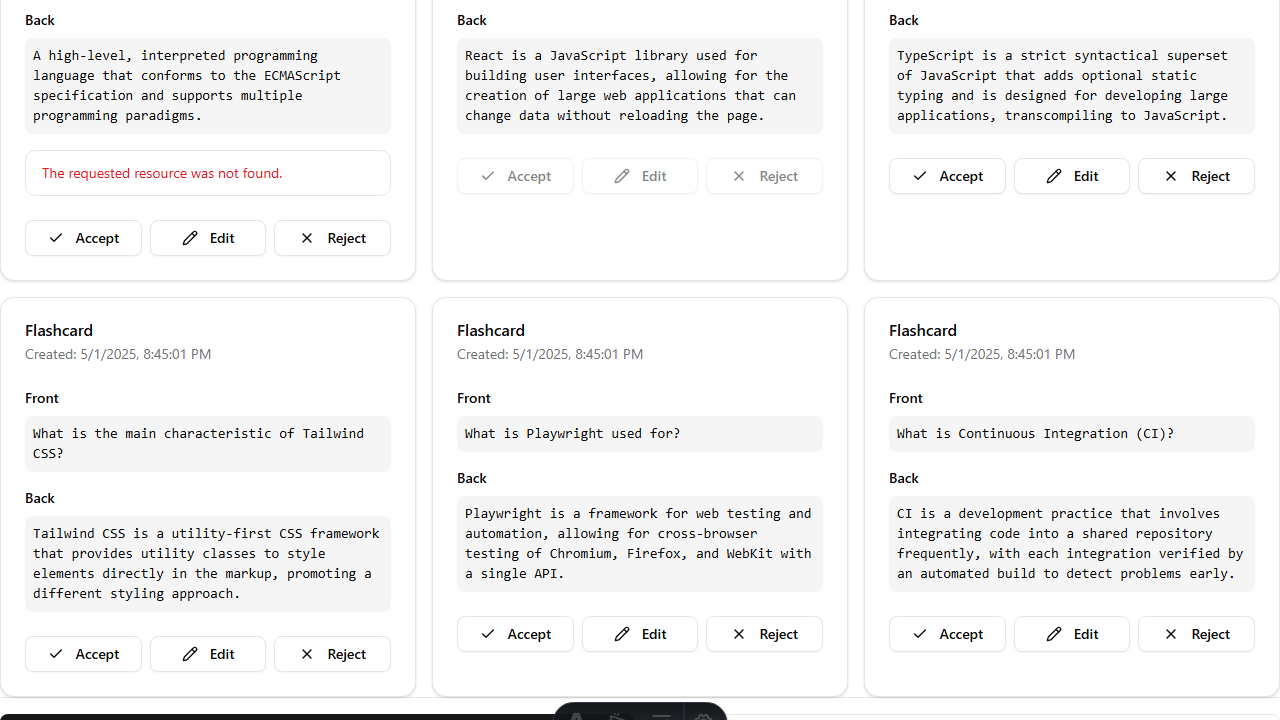 Back
A high-level, interpreted programming
language that conforms to the ECMAScript
specification and supports multiple
programming paradigms.
The requested resource was not found.
Accept
Edit
Reject
Back
React is a JavaScript library used for
building user interfaces, allowing for the
creation of large web applications that can
change data without reloading the page.
Accept
Edit
Reject
Back
TypeScript is a strict syntactical superset
of JavaScript that adds optional static
typing and is designed for developing large
applications, transcompiling to JavaScript.
Accept
Edit
Reject
Flashcard
Created: 5/1/2025, 8:45:01 PM
Front
What is the main characteristic of Tailwind
CSS?
Back
Tailwind CSS is a utility-first CSS framework
that provides utility classes to style
elements directly in the markup, promoting a
different styling approach.
Accept
Edit
Reject
Flashcard
Created: 5/1/2025, 8:45:01 PM
Front
What is Playwright used for?
Back
Playwright is a framework for web testing and
automation, allowing for cross-browser
testing of Chromium, Firefox, and WebKit with
a single API.
Accept
Edit
Reject
Flashcard
Created: 5/1/2025, 8:45:01 PM
Front
What is Continuous Integration (CI)?
Back
CI is a development practice that involves
integrating code into a shared repository
frequently, with each integration verified by
an automated build to detect problems early.
Accept
Edit
Reject